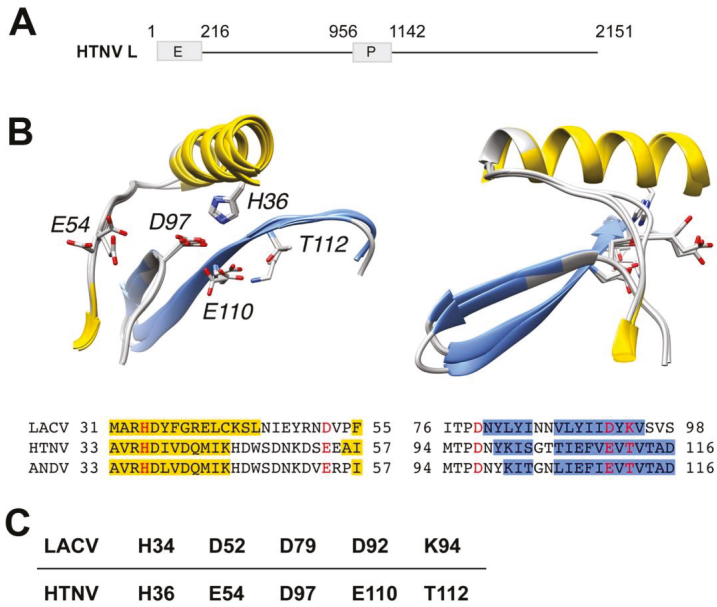 A
1 216 956 1142 2151
HTNV L E P
B
E54 D97 H36 T112 E110
LACV 31 MARHDYFGRELCKSLNIEYRNDVPF 55 76 ITPDNYLYINNVLYIIDYKVSVS 98
HTNV 33 AVRHDIVDQMIKHDWSDNKDSEEAI 57 94 MTPDNYKISGTTIEFVEVTVTAD 116
ANDV 33 AVRHDLVDQMIKHDWSDNKDVERPI 57 94 MTPDNYKITGNLIEFVEVTVTAD 116
C
LACV H34 D52 D79 D92 K94
HTNV H36 E54 D97 E110 T112